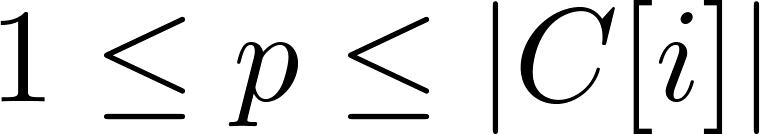 1 ≤ p ≤ |C[i]|